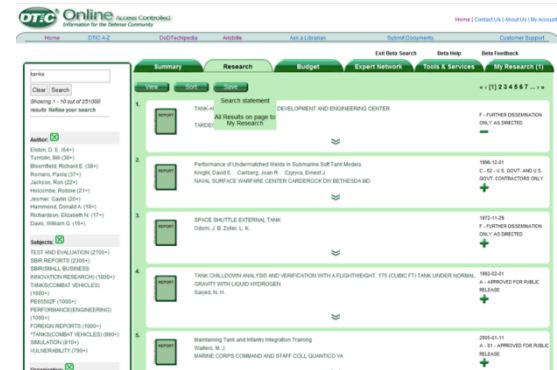 DTIC Online Access Controlled
Information for the Defense Community
Home | Contact Us | About Us | My Account
Home DTIC A-Z DoDTechipedia Aristotle Ask a Librarian Submit Documents Customer Support
Exit Beta Search Beta Help Beta Feedback
Summary Research Budget Expert Network Tools & Services My Research (1)
tanks
Clear Search
Showing 1 - 10 out of 251000
results Refine your search
View Sort Save
Search statement
All Results on page to
My Research
« ‹ [1] 2 3 4 5 6 7 ... › »
Author:
Elsdon, D. E. (64+)
Tumblin, Bill (39+)
Bloomfield, Richard E. (38+)
Romero, Paola (37+)
Jackson, Ron (22+)
Holcombe, Robbie (21+)
Jesmer, Gaylin (20+)
Hammond, Donald A. (18+)
Richardson, Elizabeth N. (17+)
Davis, William G. (16+)
Subjects:
TEST AND EVALUATION (2700+)
SBIR REPORTS (2300+)
SBIR(SMALL BUSINESS
INNOVATION RESEARCH) (1800+)
TANKS(COMBAT VEHICLES)
(1600+)
PE65502F (1000+)
PERFORMANCE(ENGINEERING)
(1000+)
FOREIGN REPORTS (1000+)
*TANKS(COMBAT VEHICLES) (990+)
SIMULATION (810+)
VULNERABILITY (790+)
1.
REPORT
TANK-A
DEVELOPMENT AND ENGINEERING CENTER
TARDEC
F - FURTHER DISSEMINATION
ONLY AS DIRECTED
2.
REPORT
Performance of Undermatched Welds in Submarine Soft Tank Models
Knight, David E. Carlberg, Joan R. Czyryca, Ernest J.
NAVAL SURFACE WARFARE CENTER CARDEROCK DIV BETHESDA MD
1996-12-01
C - 02 - U.S. GOVT. AND U.S.
GOVT. CONTRACTORS ONLY
3.
REPORT
SPACE SHUTTLE EXTERNAL TANK
Odom, J. B. Zoller, L. K.
1972-11-29
F - FURTHER DISSEMINATION
ONLY AS DIRECTED
4.
REPORT
TANK CHILLDOWN ANALYSIS AND VERIFICATION WITH A FLIGHTWEIGHT, 175 (CUBIC FT) TANK UNDER NORMAL
GRAVITY WITH LIQUID HYDROGEN.
Saiyed, N. H.
1992-02-01
A - APPROVED FOR PUBLIC
RELEASE
5.
REPORT
Maintaining Tank and Infantry Integration Training
Walters, W. J.
MARINE CORPS COMMAND AND STAFF COLL QUANTICO VA
2005-01-11
A - 01 - APPROVED FOR PUBLIC
RELEASE